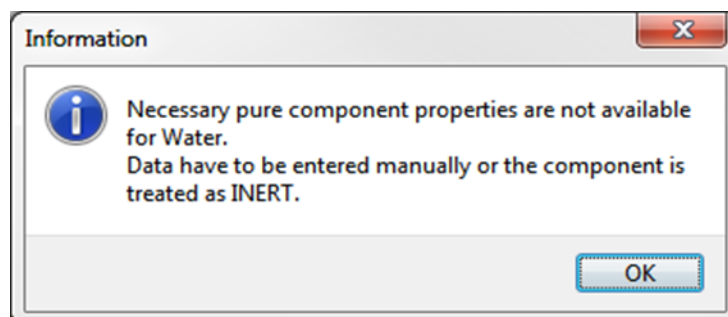 Information
Necessary pure component properties are not available
for Water.
Data have to be entered manually or the component is
treated as INERT.
OK